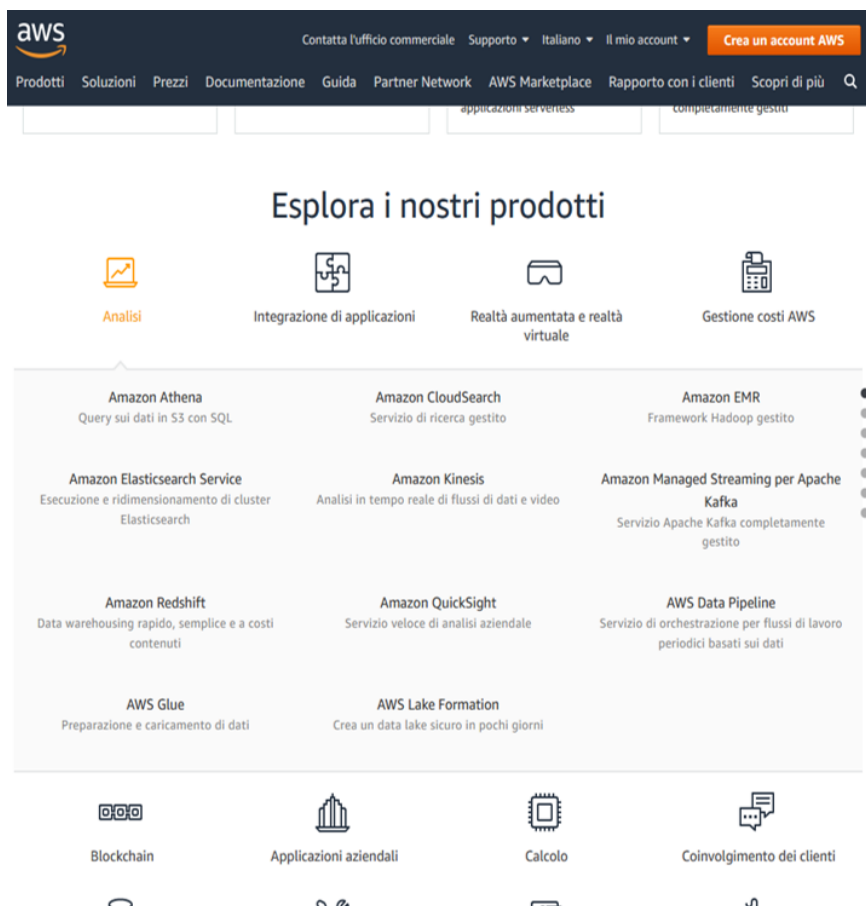 aws
Contatta l'ufficio commerciale Supporto Italiano Il mio account Crea un account AWS
Prodotti Soluzioni Prezzi Documentazione Guida Partner Network AWS Marketplace Rapporto con i clienti Scopri di più
applicazioni serverless completamente gestiti
Esplora i nostri prodotti
Analisi Integrazione di applicazioni Realtà aumentata e realtà Gestione costi AWS
virtuale
Amazon Athena Amazon CloudSearch Amazon EMR
Query sui dati in S3 con SQL Servizio di ricerca gestito Framework Hadoop gestito
Amazon Elasticsearch Service Amazon Kinesis Amazon Managed Streaming per Apache
Esecuzione e ridimensionamento di cluster Analisi in tempo reale di flussi di dati e video Kafka
Elasticsearch Servizio Apache Kafka completamente
gestito
Amazon Redshift Amazon QuickSight AWS Data Pipeline
Data warehousing rapido, semplice e a costi Servizio veloce di analisi aziendale Servizio di orchestrazione per flussi di lavoro
contenuti periodici basati sui dati
AWS Glue AWS Lake Formation
Preparazione e caricamento di dati Crea un data lake sicuro in pochi giorni
Blockchain Applicazioni aziendali Calcolo Coinvolgimento dei clienti